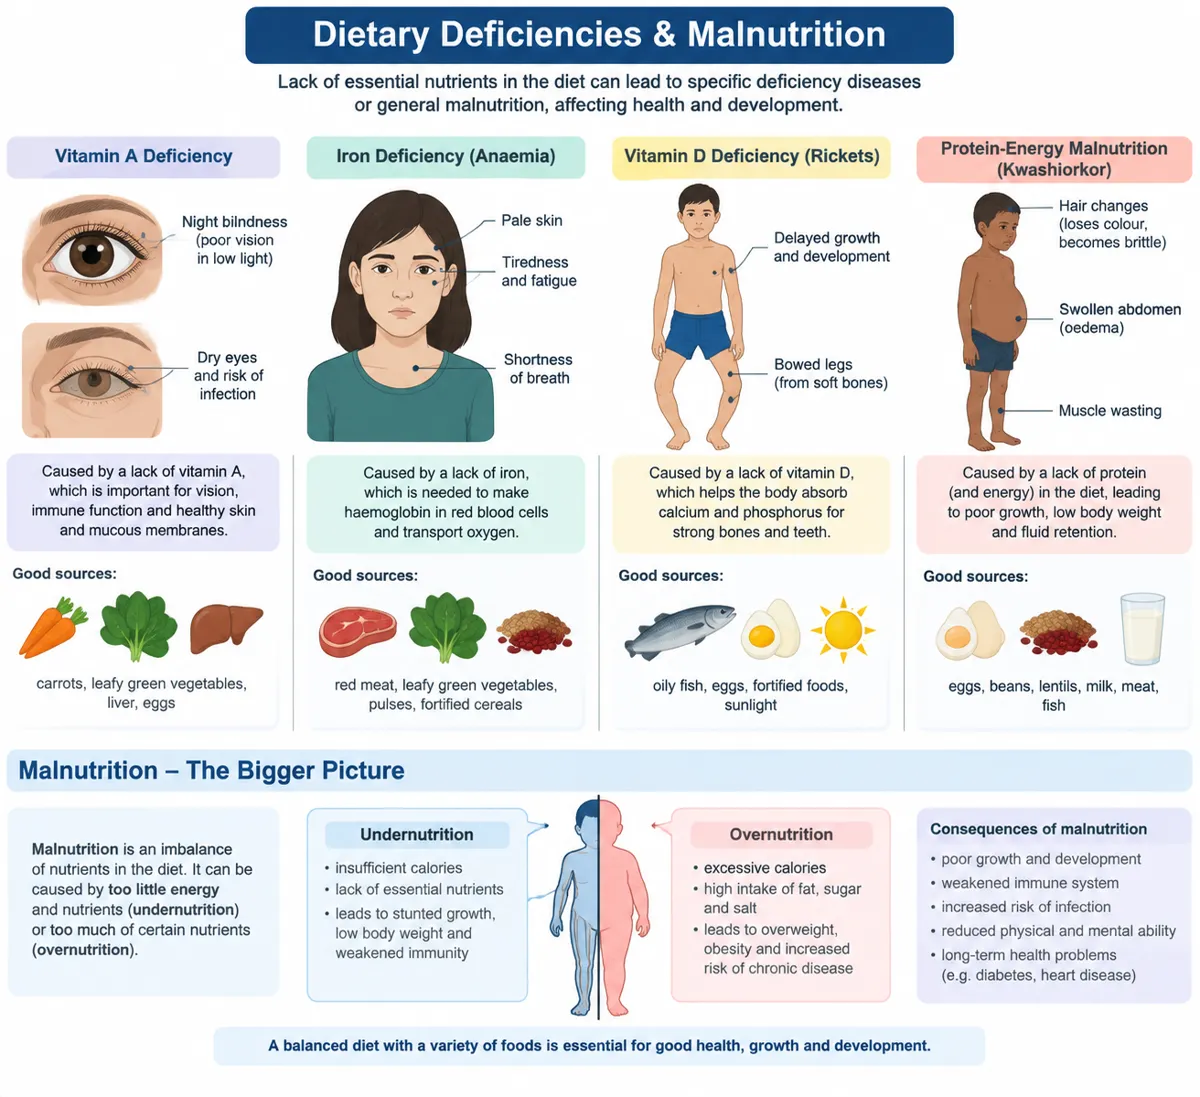 Dietary Deficiencies & Malnutrition
Lack of essential nutrients in the diet can lead to specific deficiency diseases
or general malnutrition, affecting health and development.
Vitamin A Deficiency
Night bilndness
(poor vision
in low light)
Dry eyes
and risk of
infection
Caused by a lack of vitamin A,
which is important for vision,
immune function and healthy skin
and mucous membranes.
Good sources:
carrots, leafy green vegetables,
liver, eggs
Iron Deficiency (Anaemia)
Pale skin
Tiredness
and fatigue
Shortness
of breath
Caused by a lack of iron,
which is needed to make
haemoglobin in red blood cells
and transport oxygen.
Good sources:
red meat, leafy green vegetables,
pulses, fortified cereals
Vitamin D Deficiency (Rickets)
Delayed growth
and development
Bowed legs
(from soft bones)
Caused by a lack of vitamin D,
which helps the body absorb
calcium and phosphorus for
strong bones and teeth.
Good sources:
oily fish, eggs, fortified foods,
sunlight
Protein-Energy Malnutrition
(Kwashiorkor)
Hair changes
(loses colour,
becomes brittle)
Swollen abdomen
(oedema)
Muscle wasting
Caused by a lack of protein
(and energy) in the diet, leading
to poor growth, low body weight
and fluid retention.
Good sources:
eggs, beans, lentils, milk, meat,
fish
Malnutrition – The Bigger Picture
Malnutrition is an imbalance
of nutrients in the diet. It can be
caused by too little energy
and nutrients (undernutrition)
or too much of certain nutrients
(overnutrition).
Undernutrition
• insufficient calories
• lack of essential nutrients
• leads to stunted growth,
low body weight and
weakened immunity
Overnutrition
• excessive calories
• high intake of fat, sugar
and salt
• leads to overweight,
obesity and increased
risk of chronic disease
Consequences of malnutrition
• poor growth and development
• weakened immune system
• increased risk of infection
• reduced physical and mental ability
• long-term health problems
(e.g. diabetes, heart disease)
A balanced diet with a variety of foods is essential for good health, growth and development.